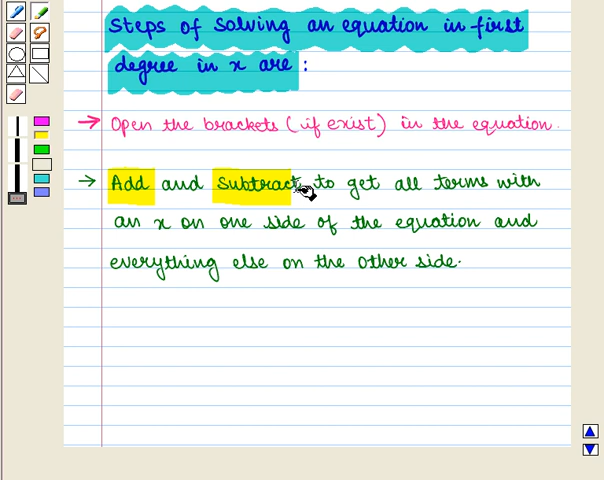 Steps of solving an equation in first
degree in x are :
→ Open the brackets (if exist) in the equation.
→ Add and subtract to get all terms with
an x on one side of the equation and
everything else on the other side.